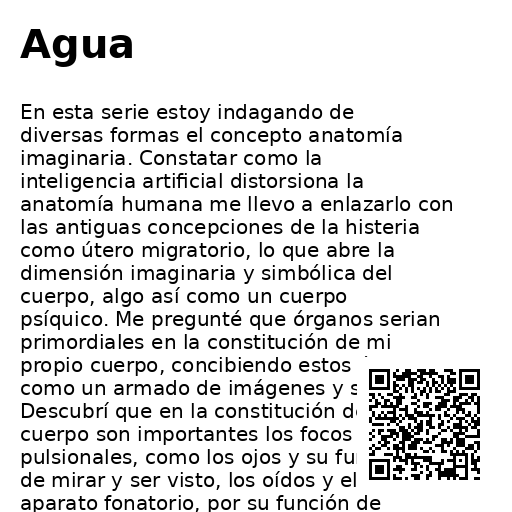 Agua
En esta serie estoy indagando de
diversas formas el concepto anatomía
imaginaria. Constatar como la
inteligencia artificial distorsiona la
anatomía humana me llevo a enlazarlo con
las antiguas concepciones de la histeria
como útero migratorio, lo que abre la
dimensión imaginaria y simbólica del
cuerpo, algo así como un cuerpo
psíquico. Me pregunté que órganos serian
primordiales en la constitución de mi
propio cuerpo, concibiendo estos
como un armado de imágenes y
Descubrí que en la constitución
cuerpo son importantes los focos
pulsionales, como los ojos y su
de mirar y ser visto, los oídos y el
aparato fonatorio, por su función de